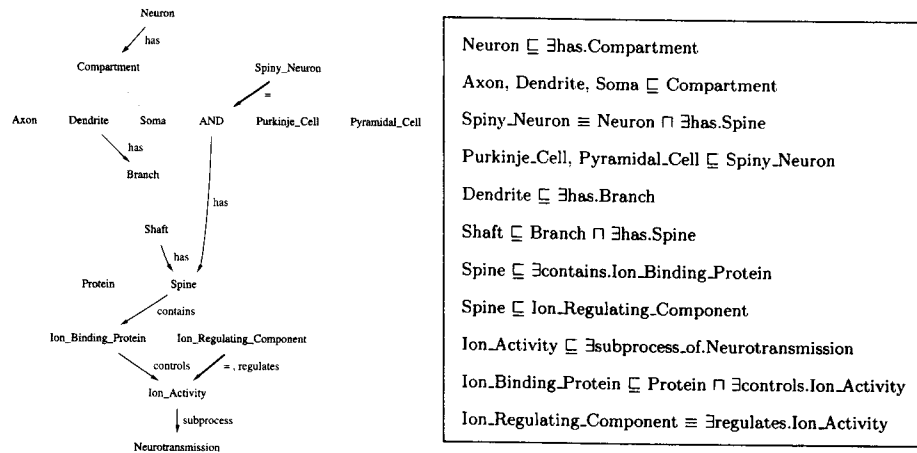 Neuron
has
Compartment
Spiny_Neuron
=
Axon Dendrite Soma AND Purkinje_Cell Pyramidal_Cell
has
Branch
has
Shaft
has
Protein Spine
contains
Ion_Binding_Protein Ion_Regulating_Component
controls = , regulates
Ion_Activity
subprocess
Neurotransmission
Neuron ⊑ ∃has.Compartment
Axon, Dendrite, Soma ⊑ Compartment
Spiny_Neuron ≡ Neuron ⊓ ∃has.Spine
Purkinje_Cell, Pyramidal_Cell ⊑ Spiny_Neuron
Dendrite ⊑ ∃has.Branch
Shaft ⊑ Branch ⊓ ∃has.Spine
Spine ⊑ ∃contains.Ion_Binding_Protein
Spine ⊑ Ion_Regulating_Component
Ion_Activity ⊑ ∃subprocess_of.Neurotransmission
Ion_Binding_Protein ⊑ Protein ⊓ ∃controls.Ion_Activity
Ion_Regulating_Component ≡ ∃regulates.Ion_Activity